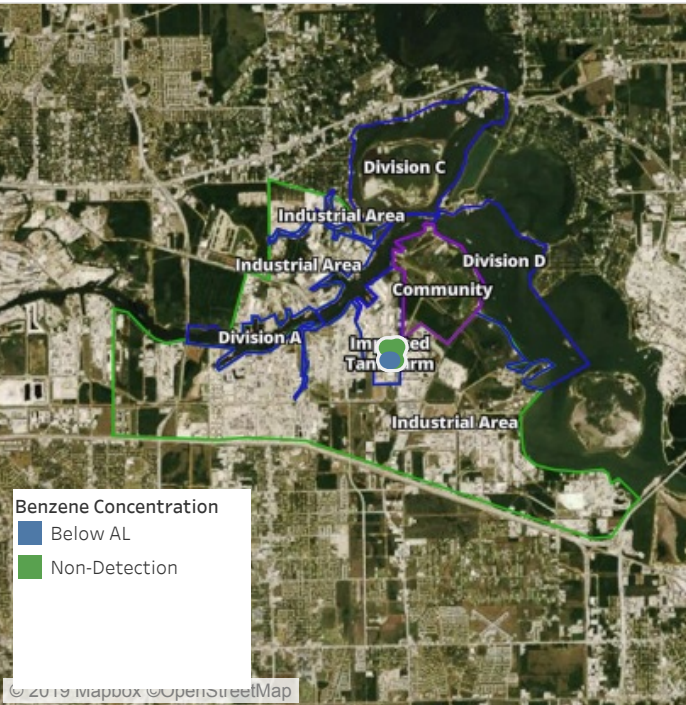 Division C
Industrial Area
Division D
Industrial Area
Community
Division A
Industrial Area
Benzene Concentration
Below AL
Non-Detection
© 2019 Mapbox ©OpenStreetMap